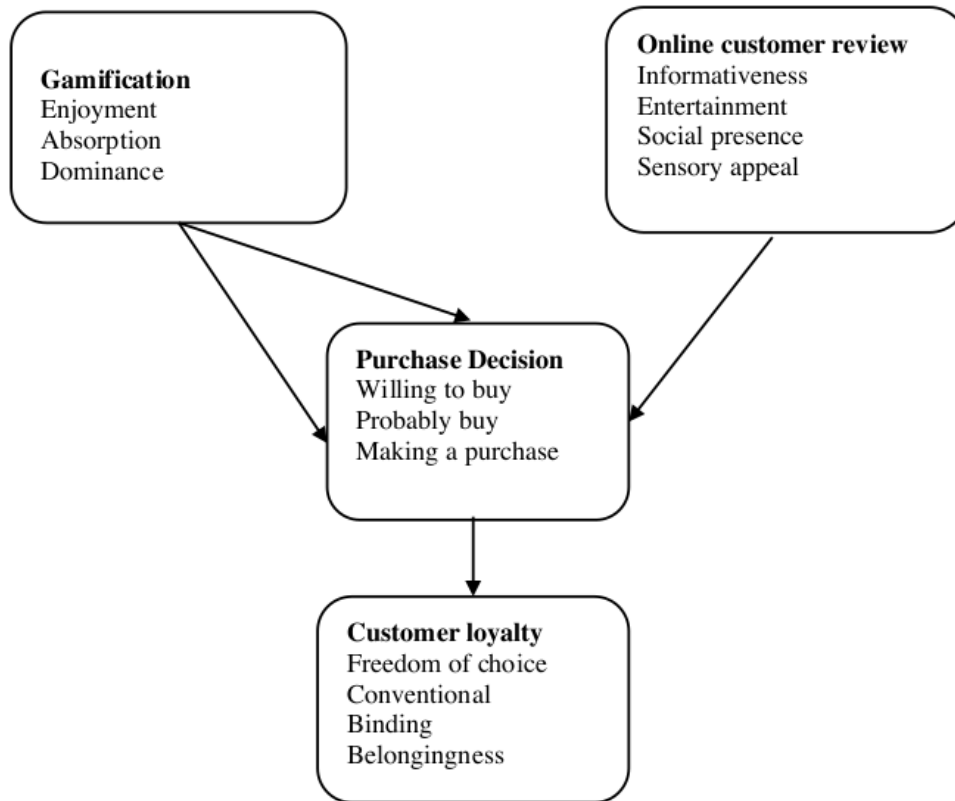 Gamification
Enjoyment
Absorption
Dominance
Online customer review
Informativeness
Entertainment
Social presence
Sensory appeal
Purchase Decision
Willing to buy
Probably buy
Making a purchase
Customer loyalty
Freedom of choice
Conventional
Binding
Belongingness